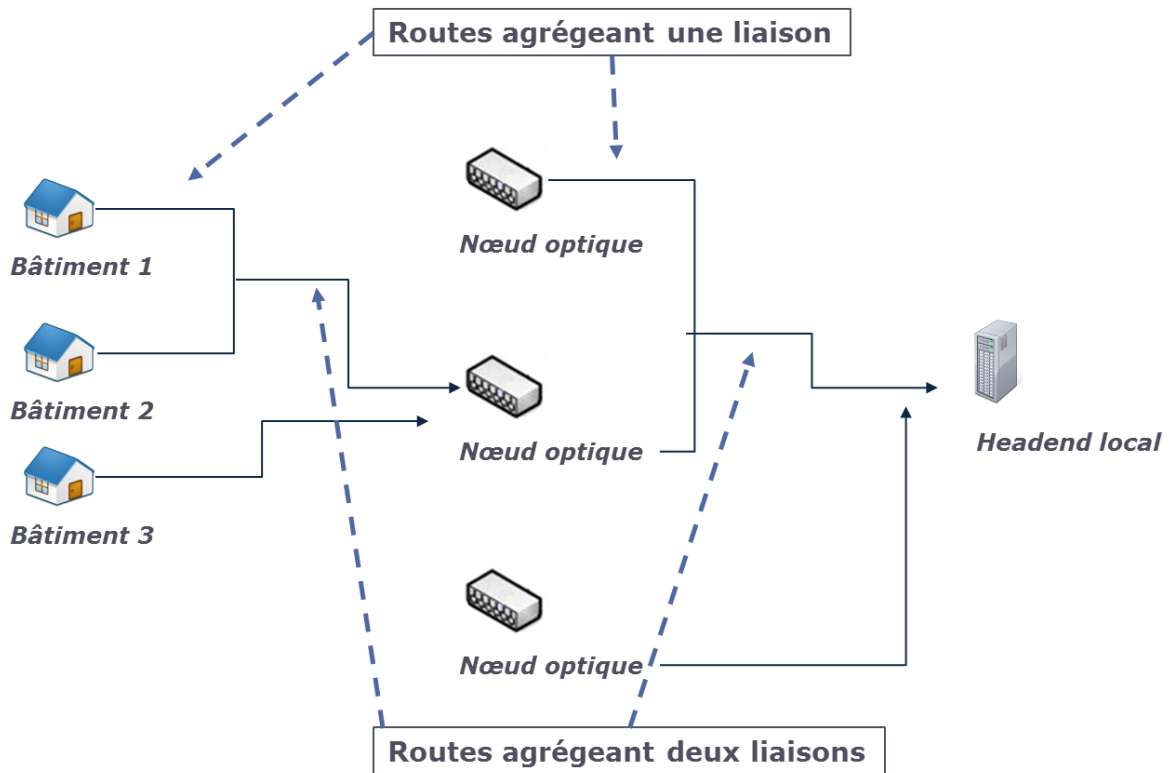 Routes agrégeant une liaison
Nœud optique
Bâtiment 1
Bâtiment 2
Nœud optique
Headend local
Bâtiment 3
Nœud optique
Routes agrégeant deux liaisons